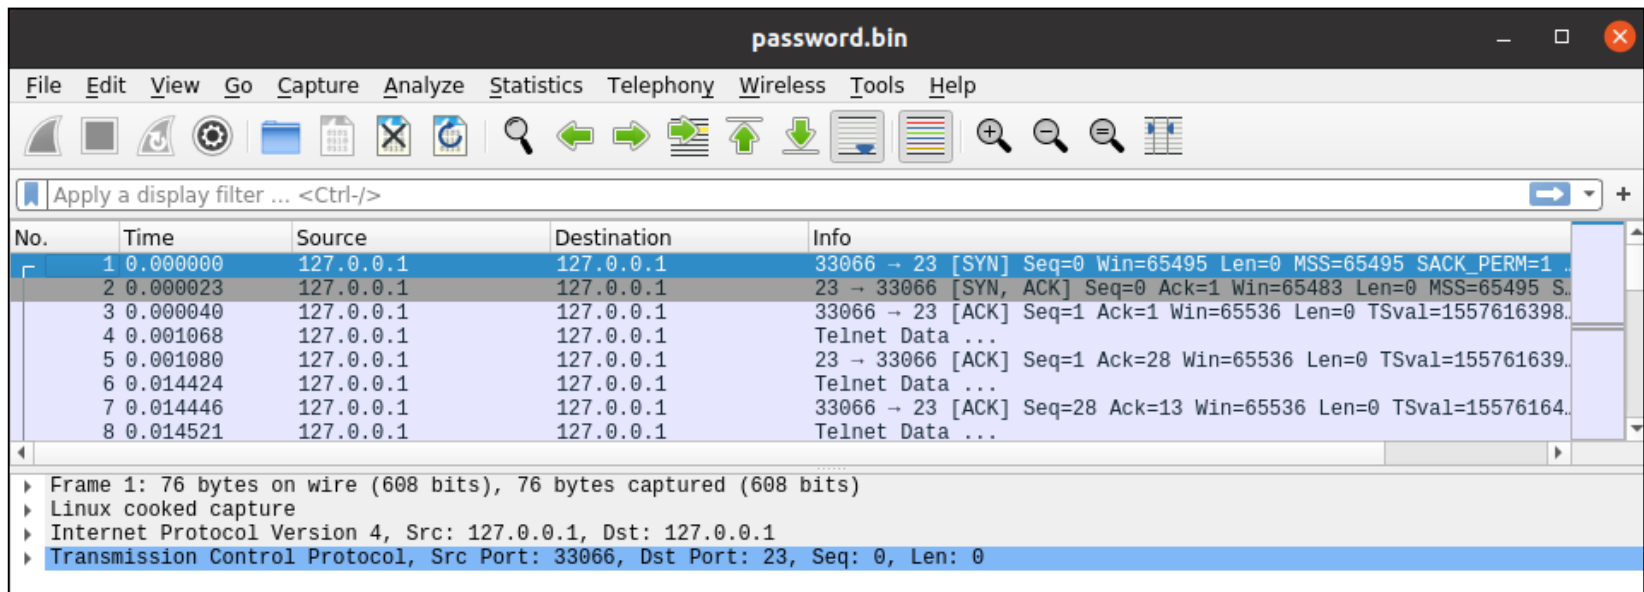 password.bin
File Edit View Go Capture Analyze Statistics Telephony Wireless Tools Help
Apply a display filter ... <Ctrl-/>
No. Time Source Destination Info
1 0.000000 127.0.0.1 127.0.0.1 33066 → 23 [SYN] Seq=0 Win=65495 Len=0 MSS=65495 SACK_PERM=1 …
2 0.000023 127.0.0.1 127.0.0.1 23 → 33066 [SYN, ACK] Seq=0 Ack=1 Win=65483 Len=0 MSS=65495 S…
3 0.000040 127.0.0.1 127.0.0.1 33066 → 23 [ACK] Seq=1 Ack=1 Win=65536 Len=0 TSval=1557616398…
4 0.001068 127.0.0.1 127.0.0.1 Telnet Data ...
5 0.001080 127.0.0.1 127.0.0.1 23 → 33066 [ACK] Seq=1 Ack=28 Win=65536 Len=0 TSval=155761639…
6 0.014424 127.0.0.1 127.0.0.1 Telnet Data ...
7 0.014446 127.0.0.1 127.0.0.1 33066 → 23 [ACK] Seq=28 Ack=13 Win=65536 Len=0 TSval=15576164…
8 0.014521 127.0.0.1 127.0.0.1 Telnet Data ...
Frame 1: 76 bytes on wire (608 bits), 76 bytes captured (608 bits)
Linux cooked capture
Internet Protocol Version 4, Src: 127.0.0.1, Dst: 127.0.0.1
Transmission Control Protocol, Src Port: 33066, Dst Port: 23, Seq: 0, Len: 0